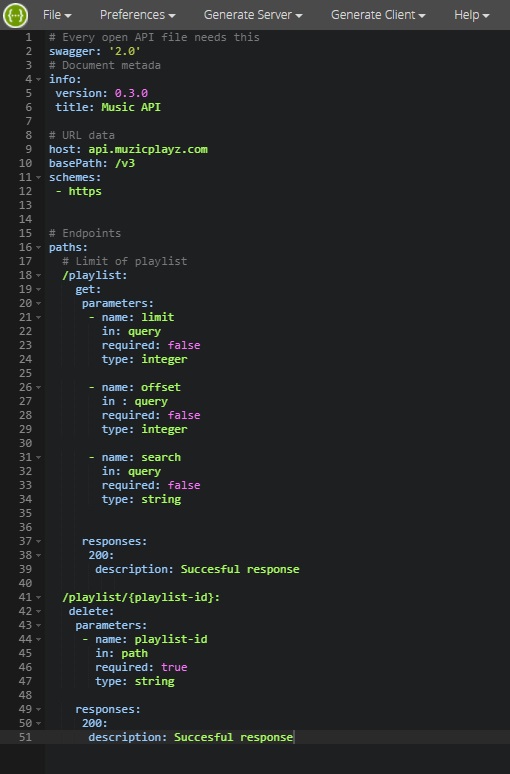 File Preferences Generate Server Generate Client Help
1 # Every open API file needs this
2 swagger: '2.0'
3 # Document metada
4 info:
5 version: 0.3.0
6 title: Music API
7
8 # URL data
9 host: api.muzicplayz.com
10 basePath: /v3
11 schemes:
12 - https
13
14
15 # Endpoints
16 paths:
17 # Limit of playlist
18 /playlist:
19 get:
20 parameters:
21 - name: limit
22 in: query
23 required: false
24 type: integer
25
26 - name: offset
27 in : query
28 required: false
29 type: integer
30
31 - name: search
32 in: query
33 required: false
34 type: string
35
36
37 responses:
38 200:
39 description: Succesful response
40
41 /playlist/{playlist-id}:
42 delete:
43 parameters:
44 - name: playlist-id
45 in: path
46 required: true
47 type: string
48
49 responses:
50 200:
51 description: Succesful response